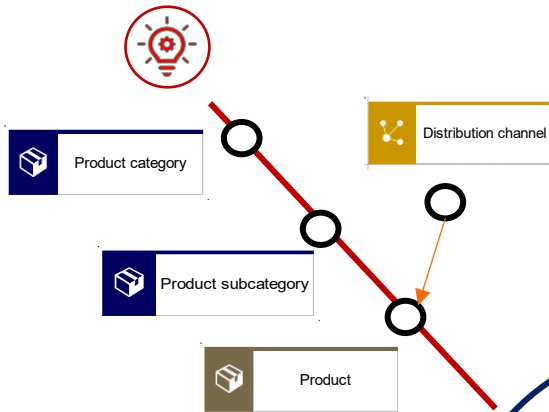 Distribution channel
Product category
Product subcategory
Product